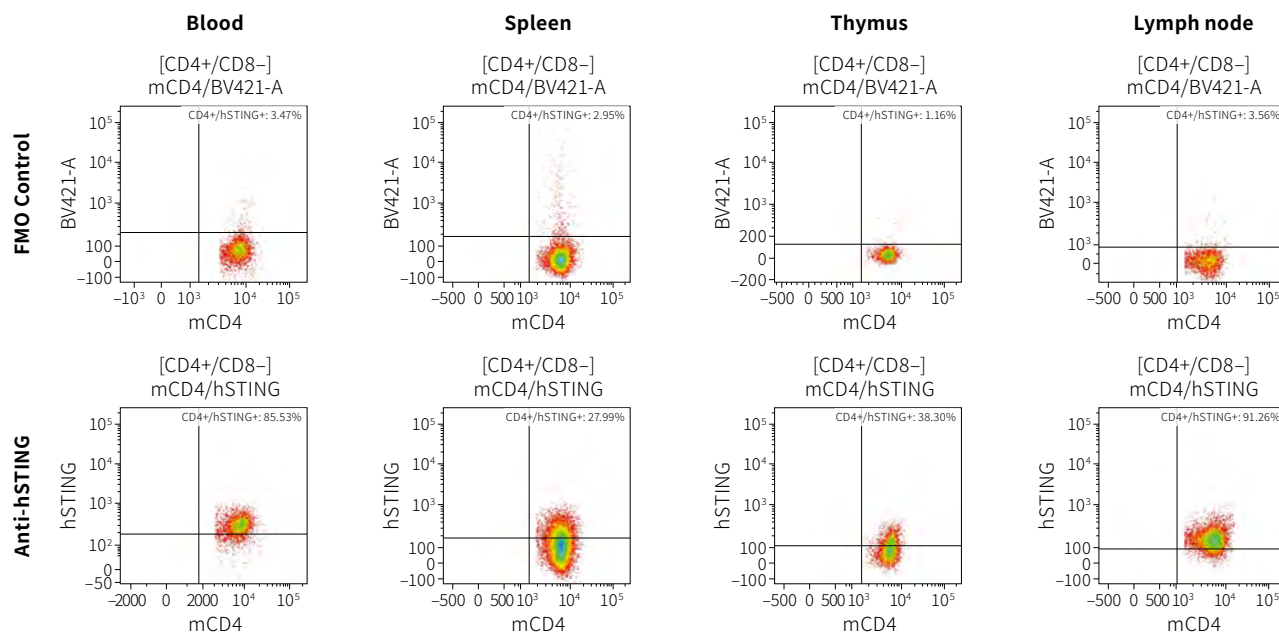 Blood
Spleen
Thymus
Lymph node
FMO Control
[CD4+/CD8–]
mCD4/BV421-A
CD4+/hSTING+: 3.47%
BV421-A
10⁵
10⁴
10³
100
0
–100
–10³ 0 10³ 10⁴ 10⁵
mCD4
[CD4+/CD8–]
mCD4/BV421-A
CD4+/hSTING+: 2.95%
BV421-A
10⁵
10⁴
10³
100
0
–100
–500 0 500 10³ 10⁴ 10⁵
mCD4
[CD4+/CD8–]
mCD4/BV421-A
CD4+/hSTING+: 1.16%
BV421-A
10⁵
10⁴
10³
200
0
–200
–500 0 500 10³ 10⁴ 10⁵
mCD4
[CD4+/CD8–]
mCD4/BV421-A
CD4+/hSTING+: 3.56%
BV421-A
10⁵
10⁴
10³
10³
0
–500 0 500 10³ 10⁴ 10⁵
mCD4
Anti-hSTING
[CD4+/CD8–]
mCD4/hSTING
CD4+/hSTING+: 85.53%
hSTING
10⁵
10⁴
10³
10²
0
–50
–2000 0 2000 10⁴ 10⁵
mCD4
[CD4+/CD8–]
mCD4/hSTING
CD4+/hSTING+: 27.99%
hSTING
10⁵
10⁴
10³
100
0
–100
–500 0 500 10³ 10⁴ 10⁵
mCD4
[CD4+/CD8–]
mCD4/hSTING
CD4+/hSTING+: 38.30%
hSTING
10⁵
10⁴
10³
100
0
–100
–500 0 500 10³ 10⁴ 10⁵
mCD4
[CD4+/CD8–]
mCD4/hSTING
CD4+/hSTING+: 91.26%
hSTING
10⁵
10⁴
10³
100
0
–100
–500 0 500 10³ 10⁴ 10⁵
mCD4